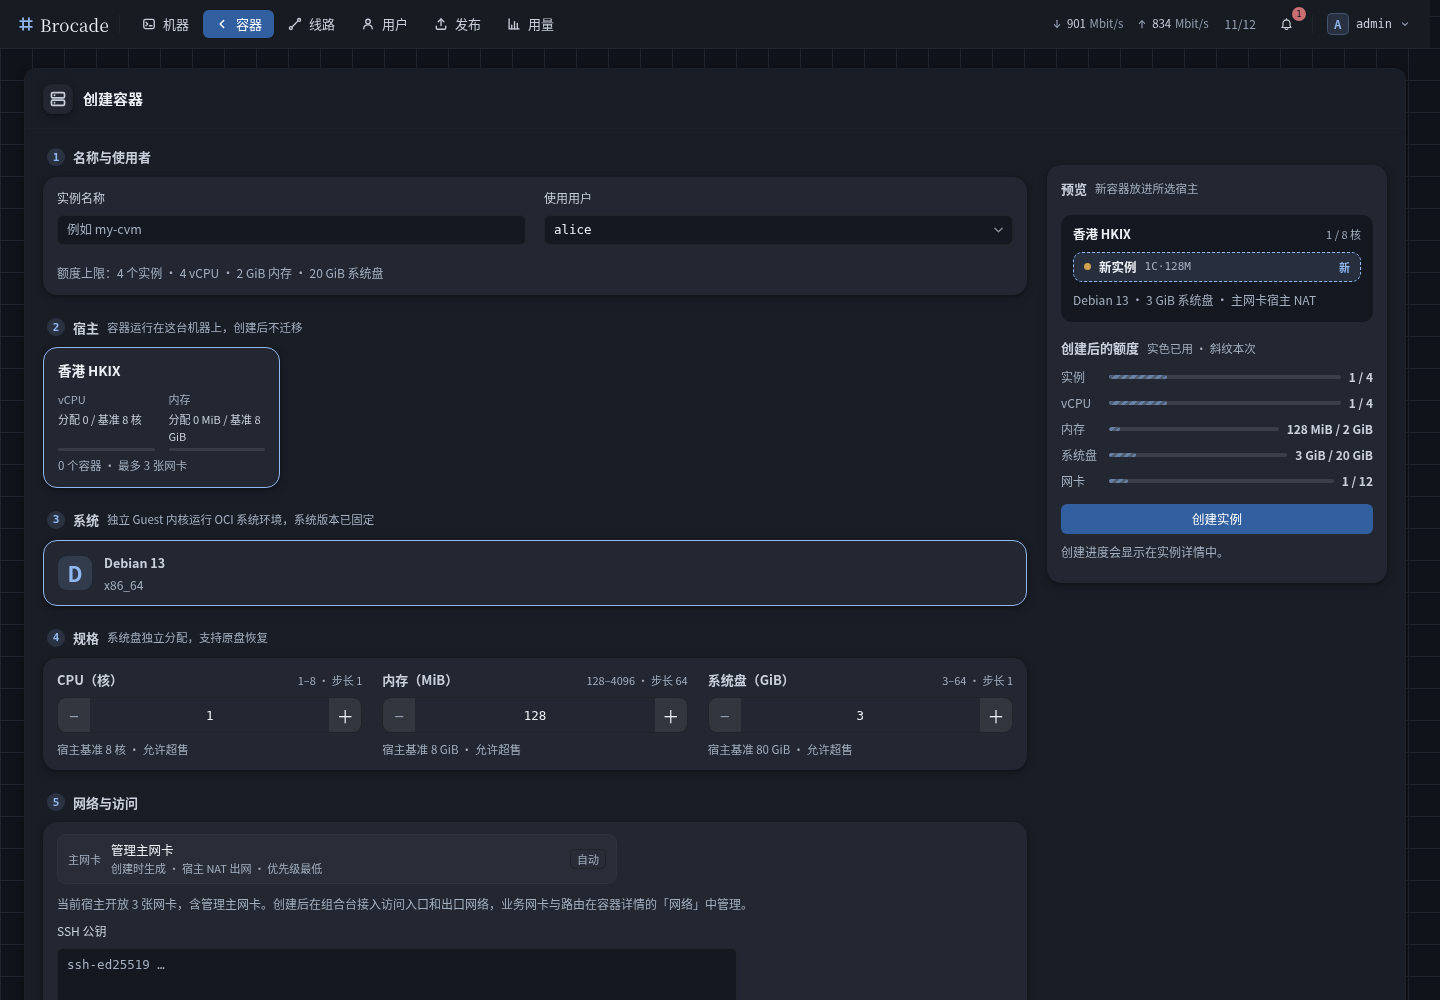 Brocade 机器 容器 线路 用户 发布 用量 ↓ 901 Mbit/s ↑ 834 Mbit/s 11/12 1 A admin
创建容器
1 名称与使用者
实例名称 使用用户
例如 my-cvm alice
额度上限：4 个实例 · 4 vCPU · 2 GiB 内存 · 20 GiB 系统盘
2 宿主 容器运行在这台机器上，创建后不迁移
香港 HKIX
vCPU 内存
分配 0 / 基准 8 核 分配 0 MiB / 基准 8
GiB
0 个容器 · 最多 3 张网卡
3 系统 独立 Guest 内核运行 OCI 系统环境，系统版本已固定
D Debian 13
x86_64
4 规格 系统盘独立分配，支持原盘恢复
CPU（核） 1–8 · 步长 1 内存（MiB） 128–4096 · 步长 64 系统盘（GiB） 3–64 · 步长 1
− 1 + − 128 + − 3 +
宿主基准 8 核 · 允许超售 宿主基准 8 GiB · 允许超售 宿主基准 80 GiB · 允许超售
5 网络与访问
主网卡 管理主网卡 自动
创建时生成 · 宿主 NAT 出网 · 优先级最低
当前宿主开放 3 张网卡，含管理主网卡。创建后在组合台接入访问入口和出口网络，业务网卡与路由在容器详情的「网络」中管理。
SSH 公钥
ssh-ed25519 …
预览 新容器放进所选宿主
香港 HKIX 1 / 8 核
新实例 1C·128M 新
Debian 13 · 3 GiB 系统盘 · 主网卡宿主 NAT
创建后的额度 实色已用 · 斜纹本次
实例 1 / 4
vCPU 1 / 4
内存 128 MiB / 2 GiB
系统盘 3 GiB / 20 GiB
网卡 1 / 12
创建实例
创建进度会显示在实例详情中。